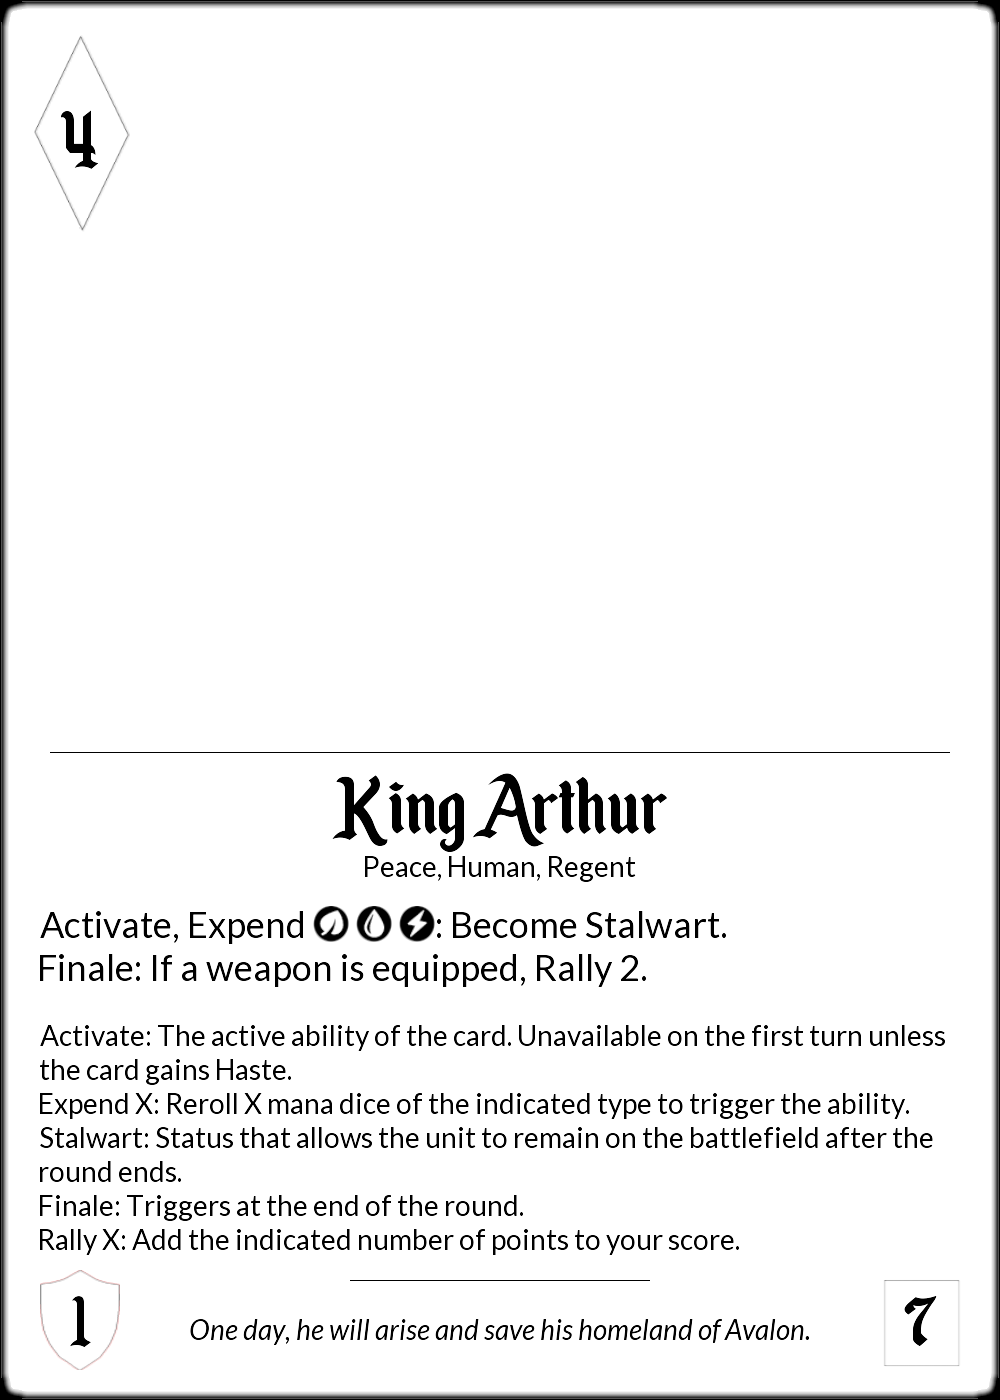 4
King Arthur
Peace, Human, Regent
Activate, Expend : Become Stalwart.
Finale: If a weapon is equipped, Rally 2.
Activate: The active ability of the card. Unavailable on the first turn unless
the card gains Haste.
Expend X: Reroll X mana dice of the indicated type to trigger the ability.
Stalwart: Status that allows the unit to remain on the battlefield after the
round ends.
Finale: Triggers at the end of the round.
Rally X: Add the indicated number of points to your score.
1
One day, he will arise and save his homeland of Avalon.
7